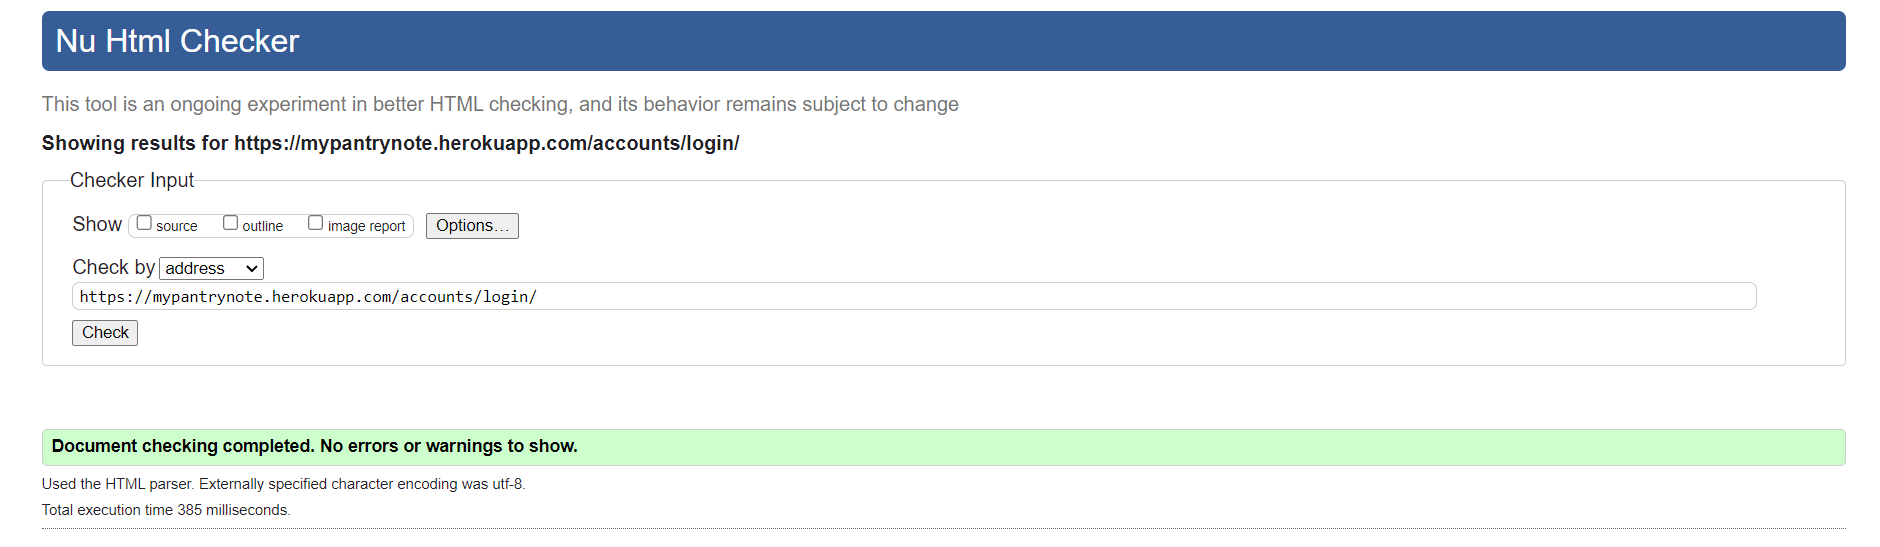 Nu Html Checker
This tool is an ongoing experiment in better HTML checking, and its behavior remains subject to change
Showing results for https://mypantrynote.herokuapp.com/accounts/login/
Checker Input
Show source outline image report Options…
Check by address
https://mypantrynote.herokuapp.com/accounts/login/
Check
Document checking completed. No errors or warnings to show.
Used the HTML parser. Externally specified character encoding was utf-8.
Total execution time 385 milliseconds.